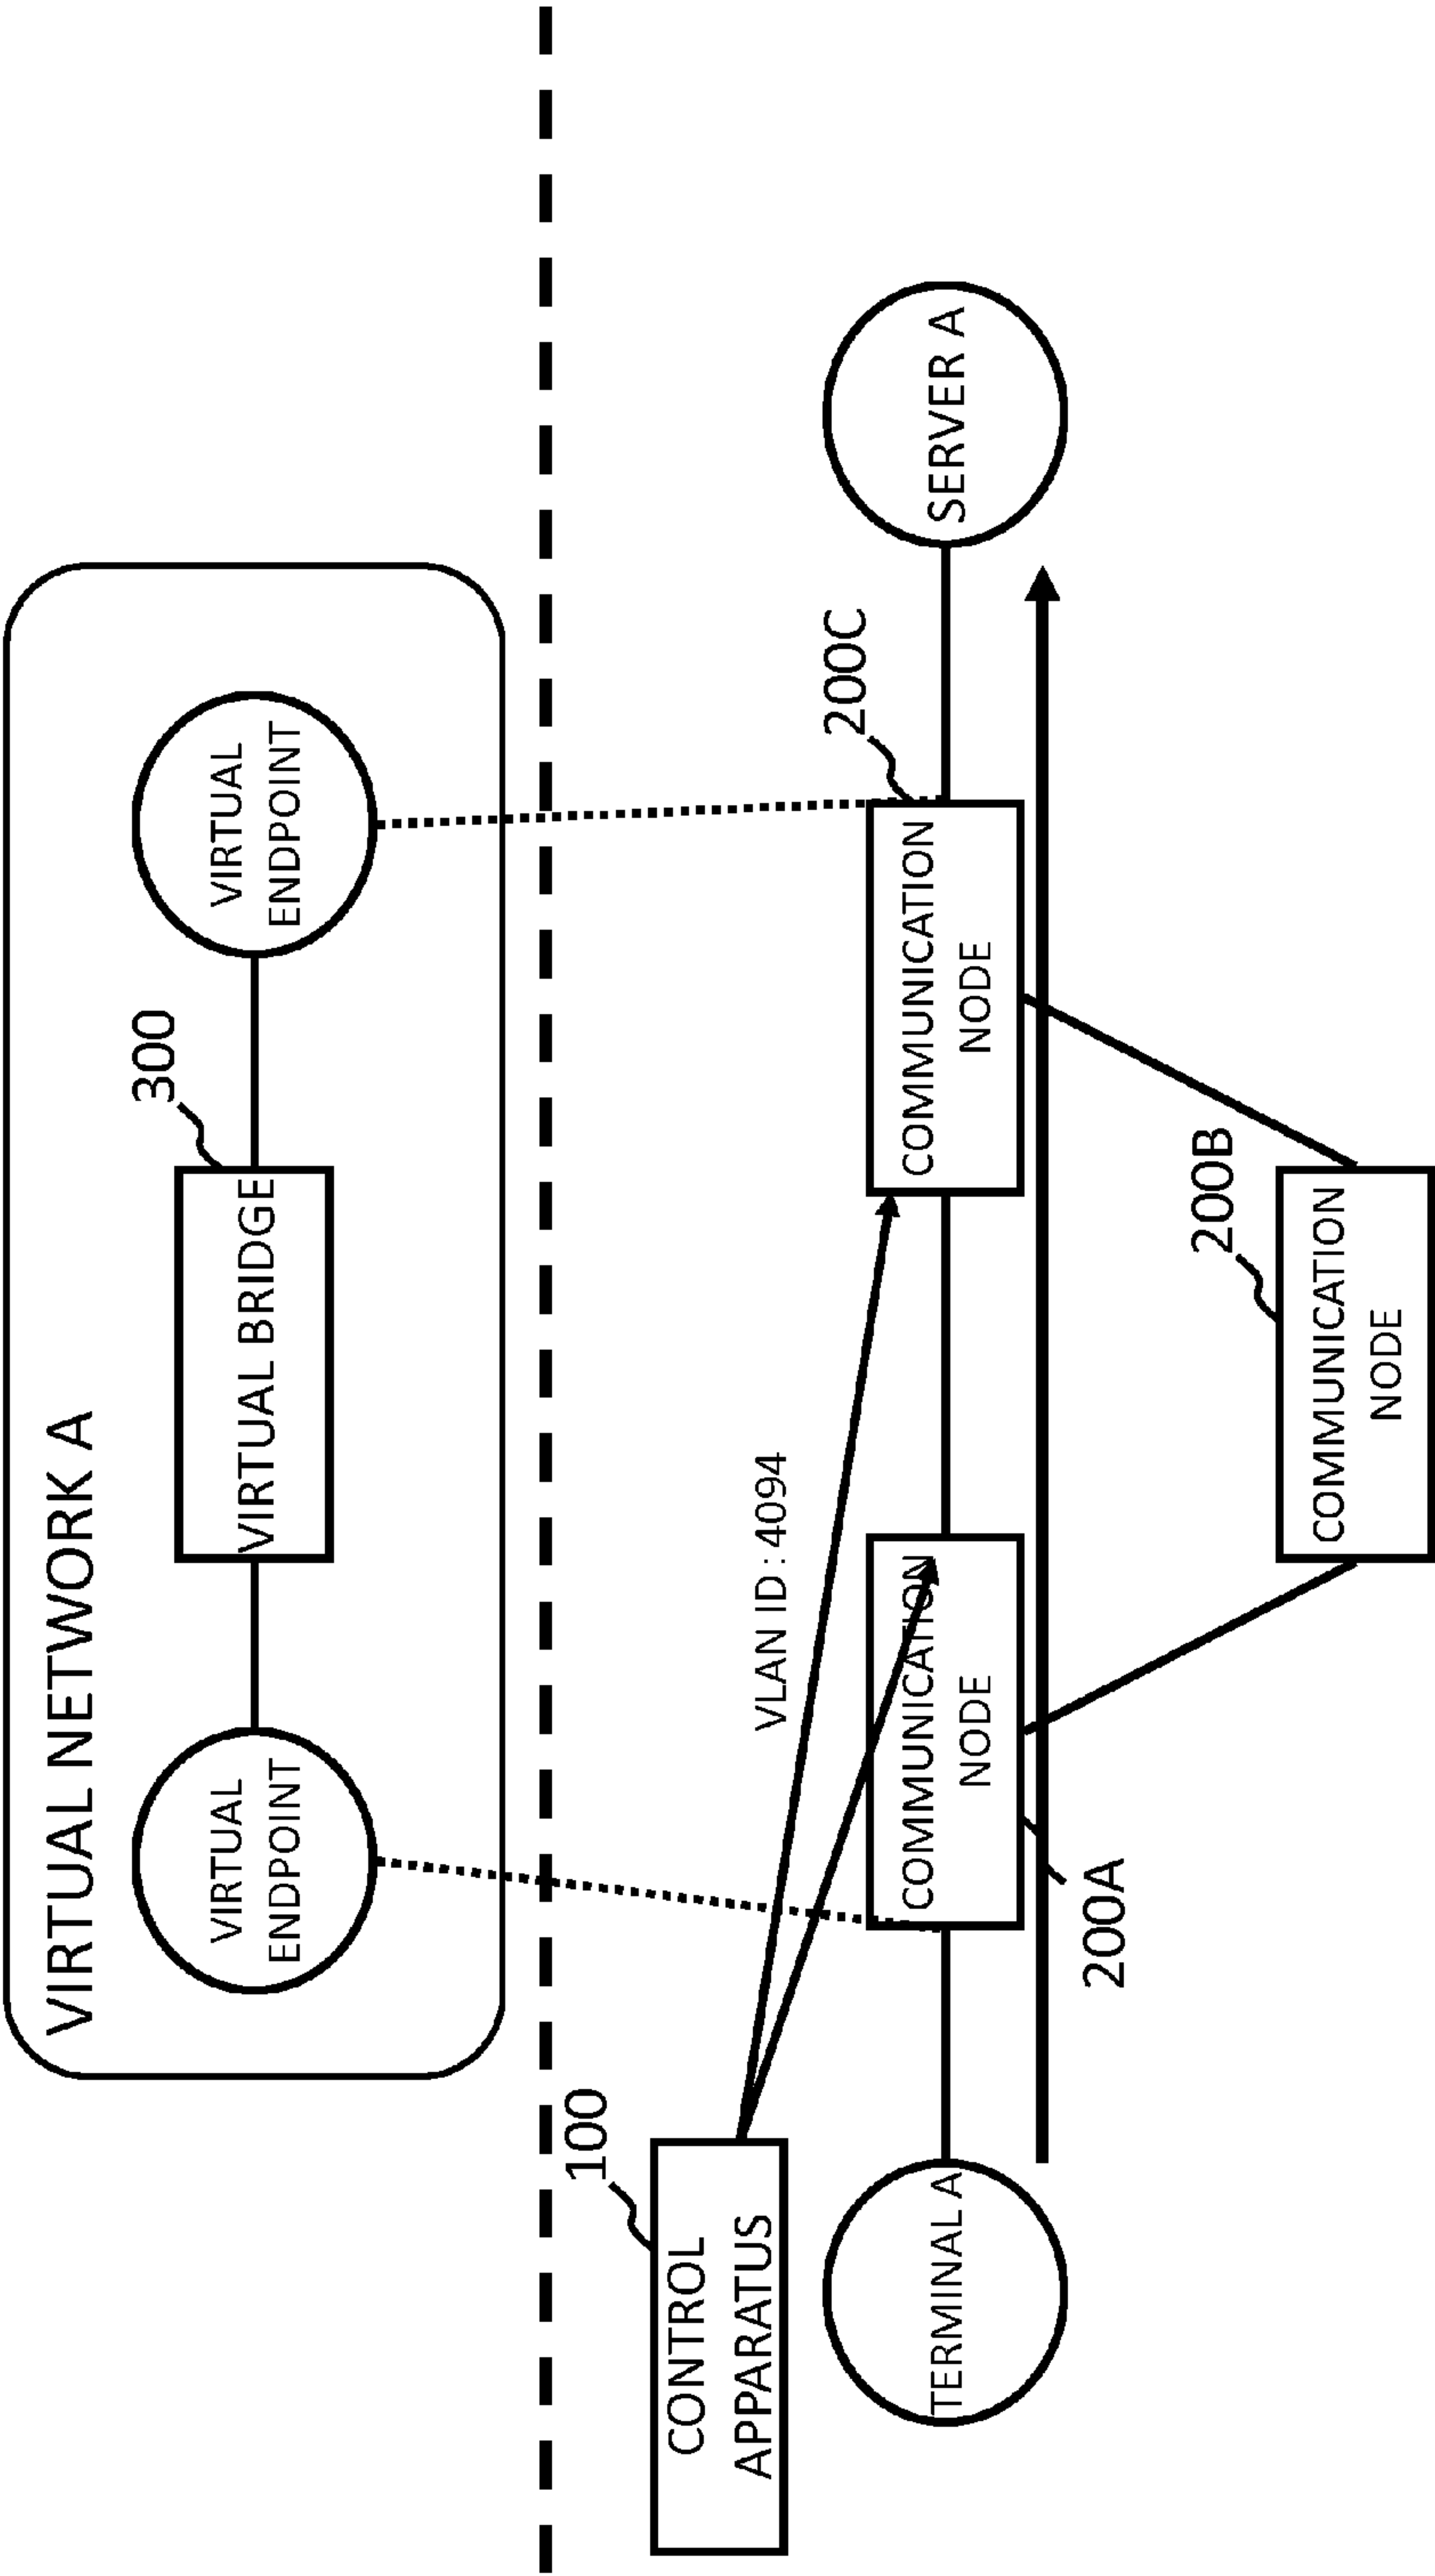 VIRTUAL NETWORK A
VIRTUAL
ENDPOINT
300
VIRTUAL BRIDGE
VIRTUAL
ENDPOINT
100
CONTROL
APPARATUS
VLAN ID : 4094
TERMINAL A
200A
COMMUNICATION
NODE
200C
COMMUNICATION
NODE
SERVER A
200B
COMMUNICATION
NODE